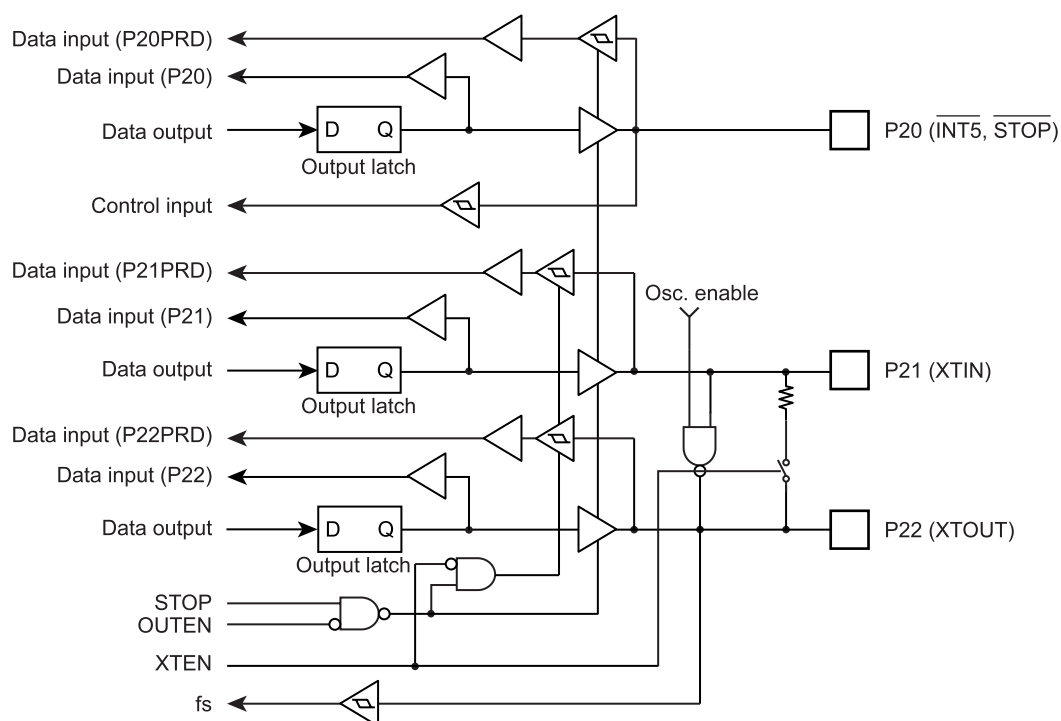 Data input (P20PRD)
Data input (P20)
Data output
D Q
Output latch
P20 (INT5, STOP)
Control input
Data input (P21PRD)
Osc. enable
Data input (P21)
Data output
D Q
Output latch
P21 (XTIN)
Data input (P22PRD)
Data input (P22)
Data output
D Q
Output latch
P22 (XTOUT)
STOP
OUTEN
XTEN
fs